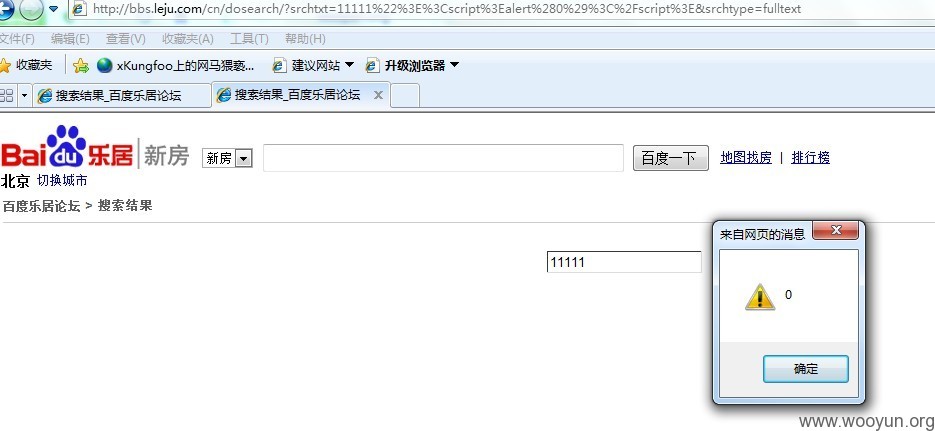 http://bbs.leju.com/cn/dosearch/?srchtxt=11111%22%3E%3Cscript%3Ealert%280%29%3C%2Fscript%3E&srchtype=fulltext
文件(F) 编辑(E) 查看(V) 收藏夹(A) 工具(T) 帮助(H)
收藏夹 xKungfoo上的网马猥亵... 建议网站 升级浏览器
搜索结果_百度乐居论坛 搜索结果_百度乐居论坛
Bai du 乐居 新房 新房 百度一下 地图找房 | 排行榜
北京 切换城市
百度乐居论坛 > 搜索结果
来自网页的消息
11111
0
确定
www.wooyun.org